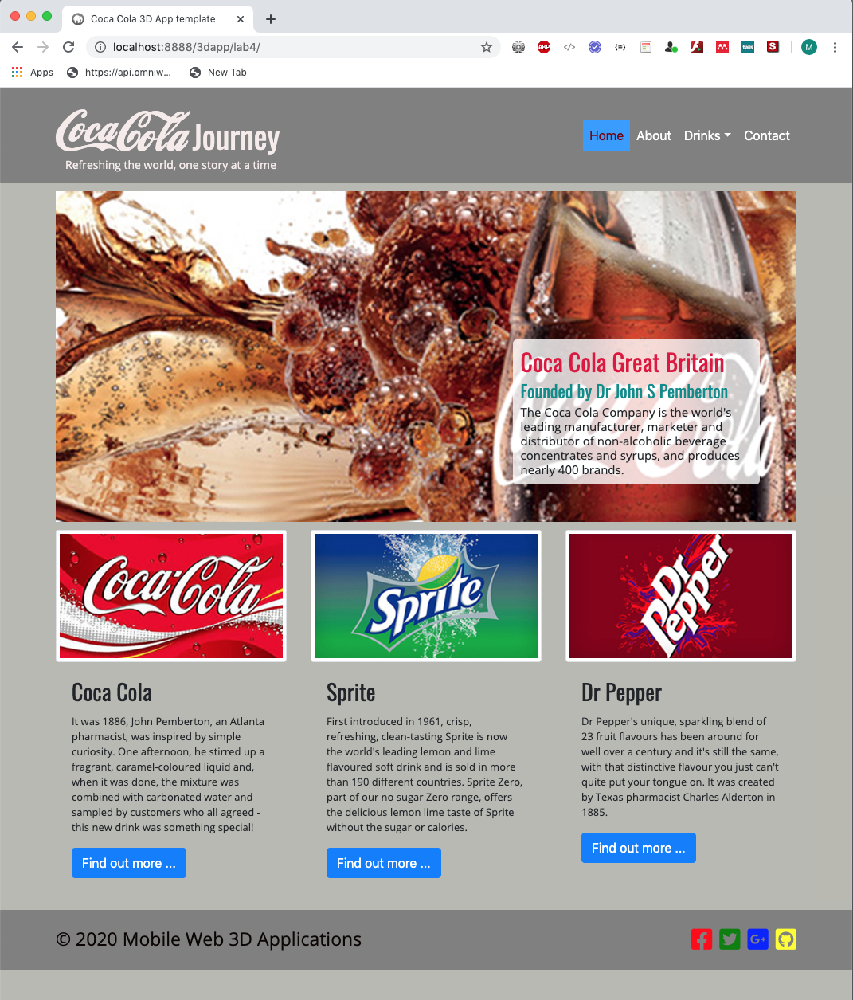 Coca Cola 3D App template
localhost:8888/3dapp/lab4/
ABP
talis
S
M
Apps
https://api.omniw...
New Tab
Coca Cola Journey
Refreshing the world, one story at a time
Home
About
Drinks
Contact
Coca Cola Great Britain
Founded by Dr John S Pemberton
The Coca Cola Company is the world's
leading manufacturer, marketer and
distributor of non-alcoholic beverage
concentrates and syrups, and produces
nearly 400 brands.
Coca-Cola
Sprite
Dr
Pepper
Coca Cola
It was 1886, John Pemberton, an Atlanta
pharmacist, was inspired by simple
curiosity. One afternoon, he stirred up a
fragrant, caramel-coloured liquid and,
when it was done, the mixture was
combined with carbonated water and
sampled by customers who all agreed -
this new drink was something special!
Find out more ...
Sprite
First introduced in 1961, crisp,
refreshing, clean-tasting Sprite is now
the world's leading lemon and lime
flavoured soft drink and is sold in more
than 190 different countries. Sprite Zero,
part of our no sugar Zero range, offers
the delicious lemon lime taste of Sprite
without the sugar or calories.
Find out more ...
Dr Pepper
Dr Pepper's unique, sparkling blend of
23 fruit flavours has been around for
well over a century and it's still the same,
with that distinctive flavour you just can't
quite put your tongue on. It was created
by Texas pharmacist Charles Alderton in
1885.
Find out more ...
© 2020 Mobile Web 3D Applications
G+